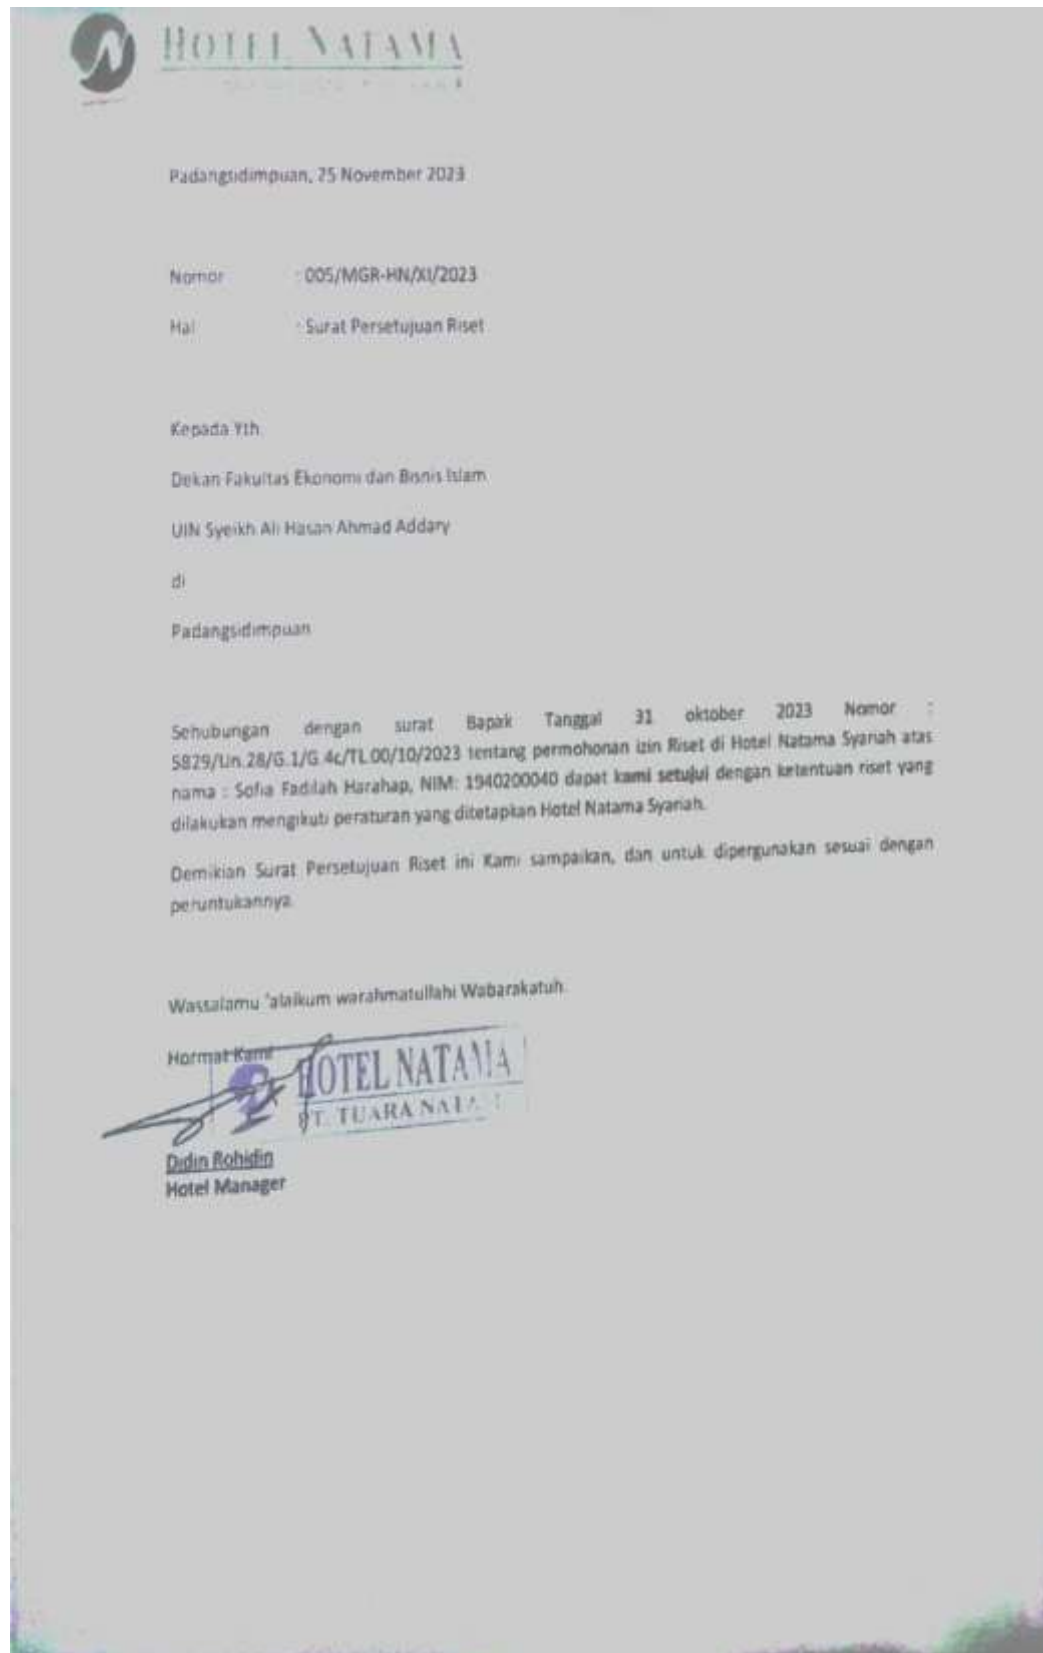 HOTEL NATAMA
Padangsidimpuan, 25 November 2023
Nomor : 005/MGR-HN/XI/2023
Hal : Surat Persetujuan Riset
Kepada Yth.
Dekan Fakultas Ekonomi dan Bisnis Islam
UIN Syeikh Ali Hasan Ahmad Addary
di
Padangsidimpuan
Sehubungan dengan surat Bapak Tanggal 31 oktober 2023 Nomor :
5829/Un.28/G.1/G.4c/TL.00/10/2023 tentang permohonan izin Riset di Hotel Natama Syariah atas
nama : Sofia Fadilah Harahap, NIM: 1940200040 dapat kami setujui dengan ketentuan riset yang
dilakukan mengikuti peraturan yang ditetapkan Hotel Natama Syariah.
Demikian Surat Persetujuan Riset ini Kami sampaikan, dan untuk dipergunakan sesuai dengan
peruntukannya.
Wassalamu 'alaikum warahmatullahi Wabarakatuh.
Hormat Kami
HOTEL NATAMA
PT. TUARA
Didin Rohidin
Hotel Manager